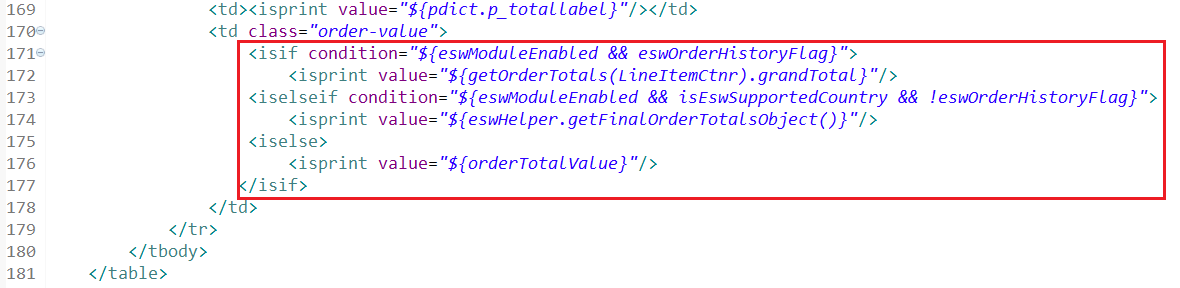 169 <td><isprint value="${pdict.p_totallabel}"/></td>
170 <td class="order-value">
171 <isif condition="${eswModuleEnabled && eswOrderHistoryFlag}">
172 <isprint value="${getOrderTotals(LineItemCtnr).grandTotal}"/>
173 <iselseif condition="${eswModuleEnabled && isEswSupportedCountry && !eswOrderHistoryFlag}">
174 <isprint value="${eswHelper.getFinalOrderTotalsObject()}"/>
175 <iselse>
176 <isprint value="${orderTotalValue}"/>
177 </isif>
178 </td>
179 </tr>
180 </tbody>
181 </table>